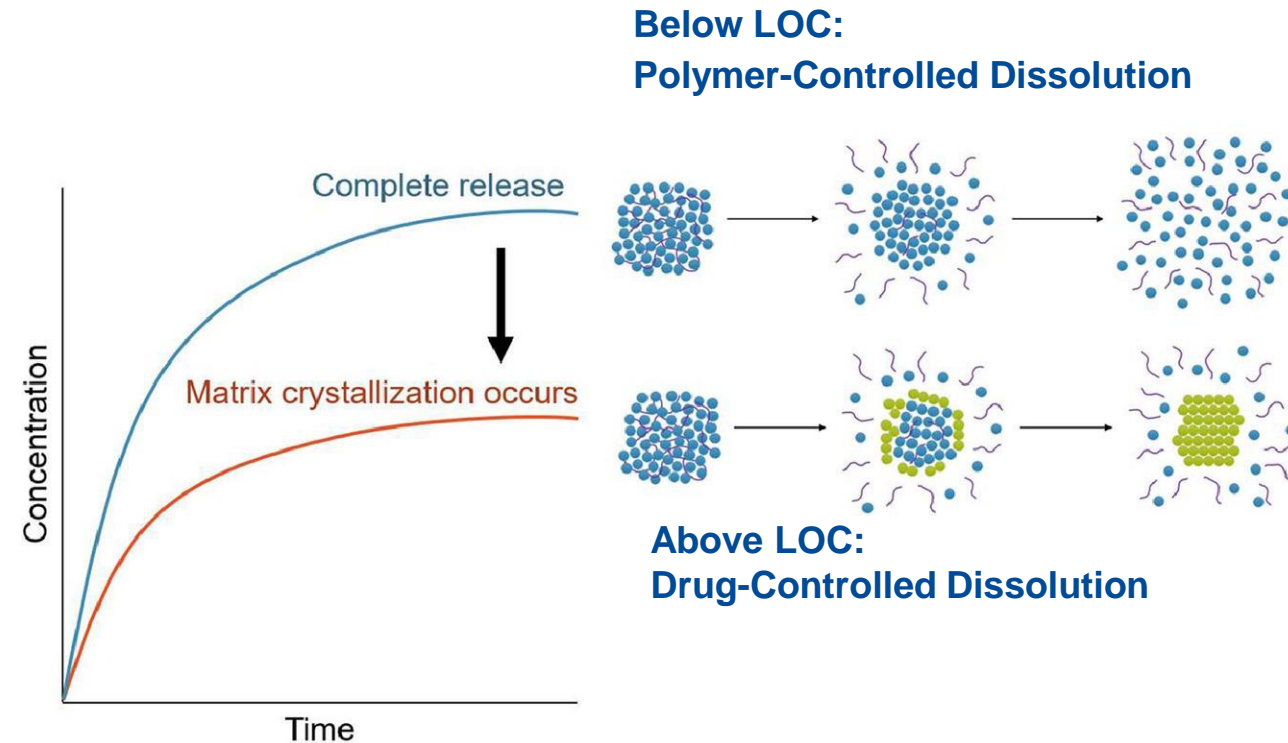 Below LOC:
Polymer-Controlled Dissolution
Complete release
Matrix crystallization occurs
Concentration
Time
Above LOC:
Drug-Controlled Dissolution